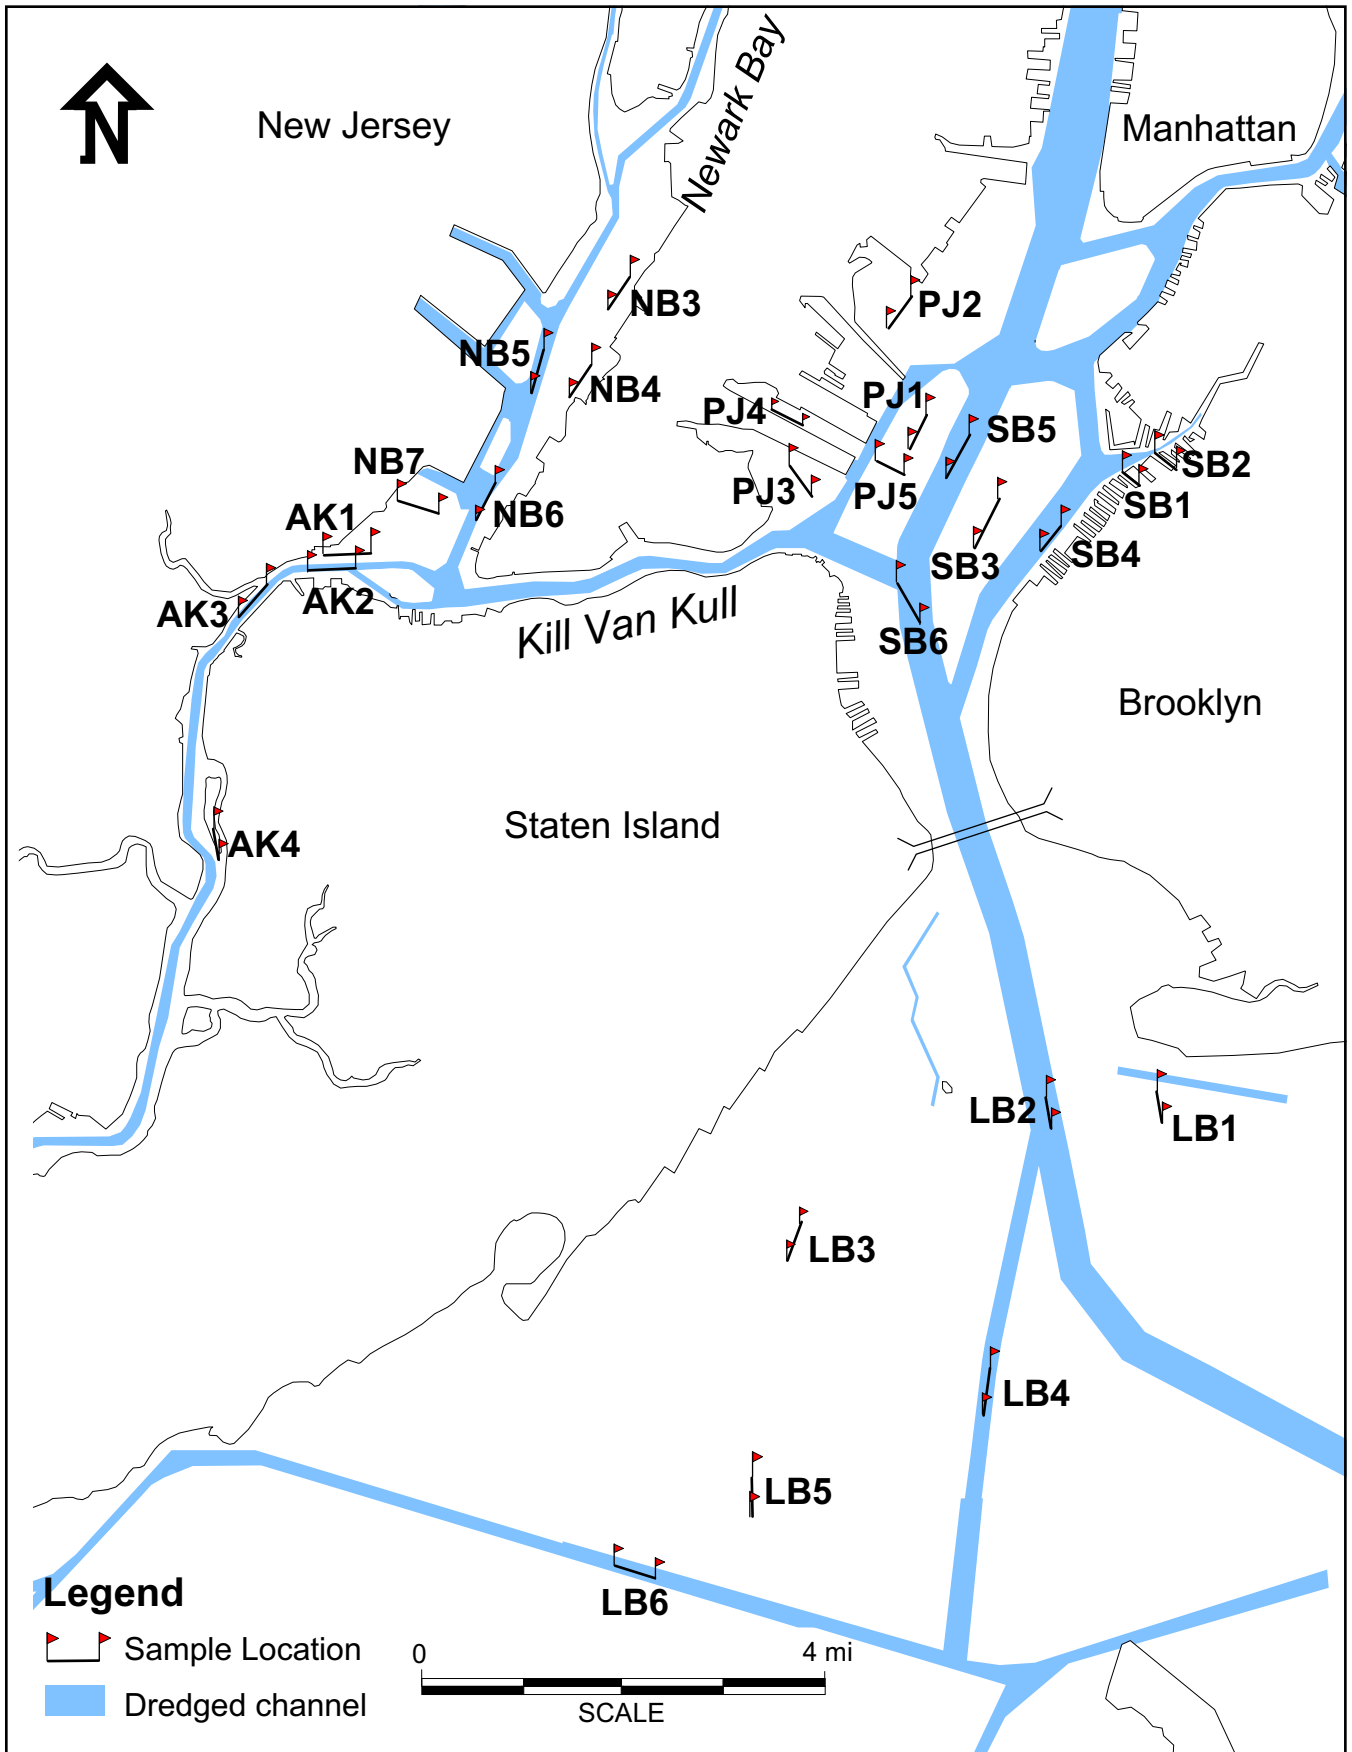 N
New Jersey
Newark Bay
Manhattan
NB3
PJ2
NB5
NB4
PJ4
PJ1
SB5
NB7
PJ3
PJ5
SB2
SB1
AK1
NB6
SB4
SB3
AK2
AK3
Kill Van Kull
SB6
Brooklyn
Staten Island
AK4
LB2
LB1
LB3
LB4
LB5
LB6
Legend
Sample Location
Dredged channel
0
4 mi
SCALE